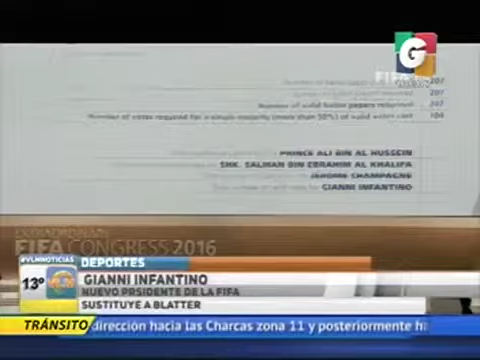 G
FIFA
207
207
Number of valid ballot papers returned 207
Number of votes required for a simple majority (more than 50%) of valid votes cast 104
PRINCE ALI BIN AL HUSSEIN
SHK. SALMAN BIN EBRAHIM AL KHALIFA
JEROME CHAMPAGNE
GIANNI INFANTINO
EXTRAORDINARY
FIFA CONGRESS 2016
#VLHNOTICIAS
DEPORTES
13º
GIANNI INFANTINO
NUEVO PRSIDENTE DE LA FIFA
SUSTITUYE A BLATTER
TRÁNSITO
dirección hacia las Charcas zona 11 y posteriormente ha